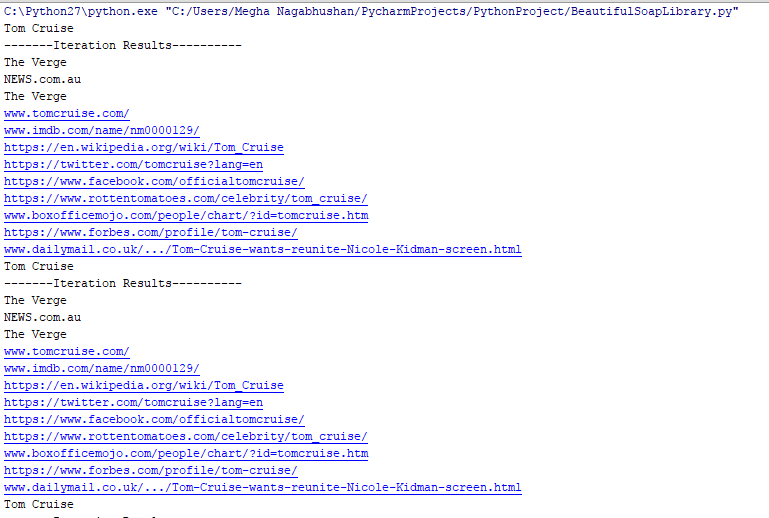 C:\Python27\python.exe "C:/Users/Megha Nagabhushan/PycharmProjects/PythonProject/BeautifulSoapLibrary.py"
Tom Cruise
-------Iteration Results----------
The Verge
NEWS.com.au
The Verge
www.tomcruise.com/
www.imdb.com/name/nm0000129/
https://en.wikipedia.org/wiki/Tom_Cruise
https://twitter.com/tomcruise?lang=en
https://www.facebook.com/officialtomcruise/
https://www.rottentomatoes.com/celebrity/tom_cruise/
www.boxofficemojo.com/people/chart/?id=tomcruise.htm
https://www.forbes.com/profile/tom-cruise/
www.dailymail.co.uk/.../Tom-Cruise-wants-reunite-Nicole-Kidman-screen.html
Tom Cruise
-------Iteration Results----------
The Verge
NEWS.com.au
The Verge
www.tomcruise.com/
www.imdb.com/name/nm0000129/
https://en.wikipedia.org/wiki/Tom_Cruise
https://twitter.com/tomcruise?lang=en
https://www.facebook.com/officialtomcruise/
https://www.rottentomatoes.com/celebrity/tom_cruise/
www.boxofficemojo.com/people/chart/?id=tomcruise.htm
https://www.forbes.com/profile/tom-cruise/
www.dailymail.co.uk/.../Tom-Cruise-wants-reunite-Nicole-Kidman-screen.html
Tom Cruise